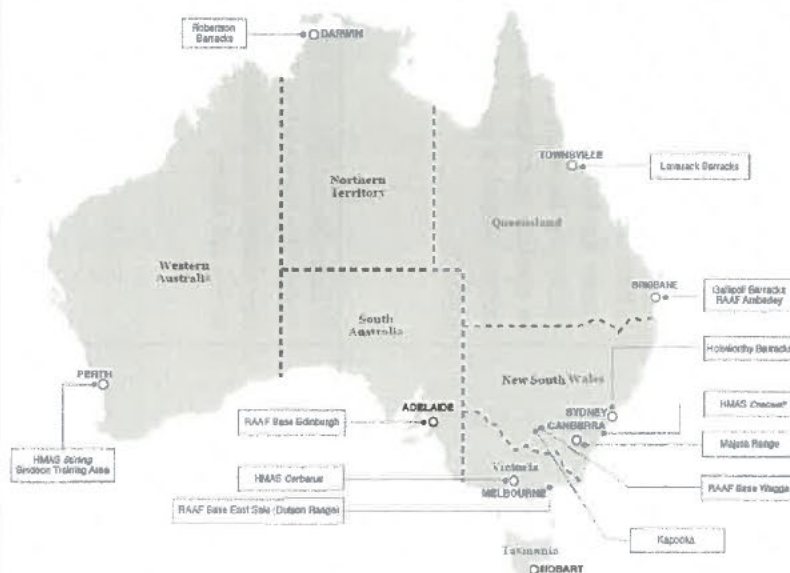 Robertson
Barracks
DARWIN
TOWNSVILLE
Lavarack Barracks
Northern
Territory
Queensland
Western
Australia
South
Australia
BRISBANE
Gallipoli Barracks
RAAF Amberley
Holsworthy Barracks
New South Wales
PERTH
ADELAIDE
SYDNEY
CANBERRA
HMAS Creswell
RAAF Base Edinburgh
Majura Range
HMAS Stirling
Bindoon Training Area
HMAS Cerberus
Victoria
MELBOURNE
RAAF Base Wagga
RAAF Base East Sale (Dutson Range)
Kapooka
Tasmania
HOBART